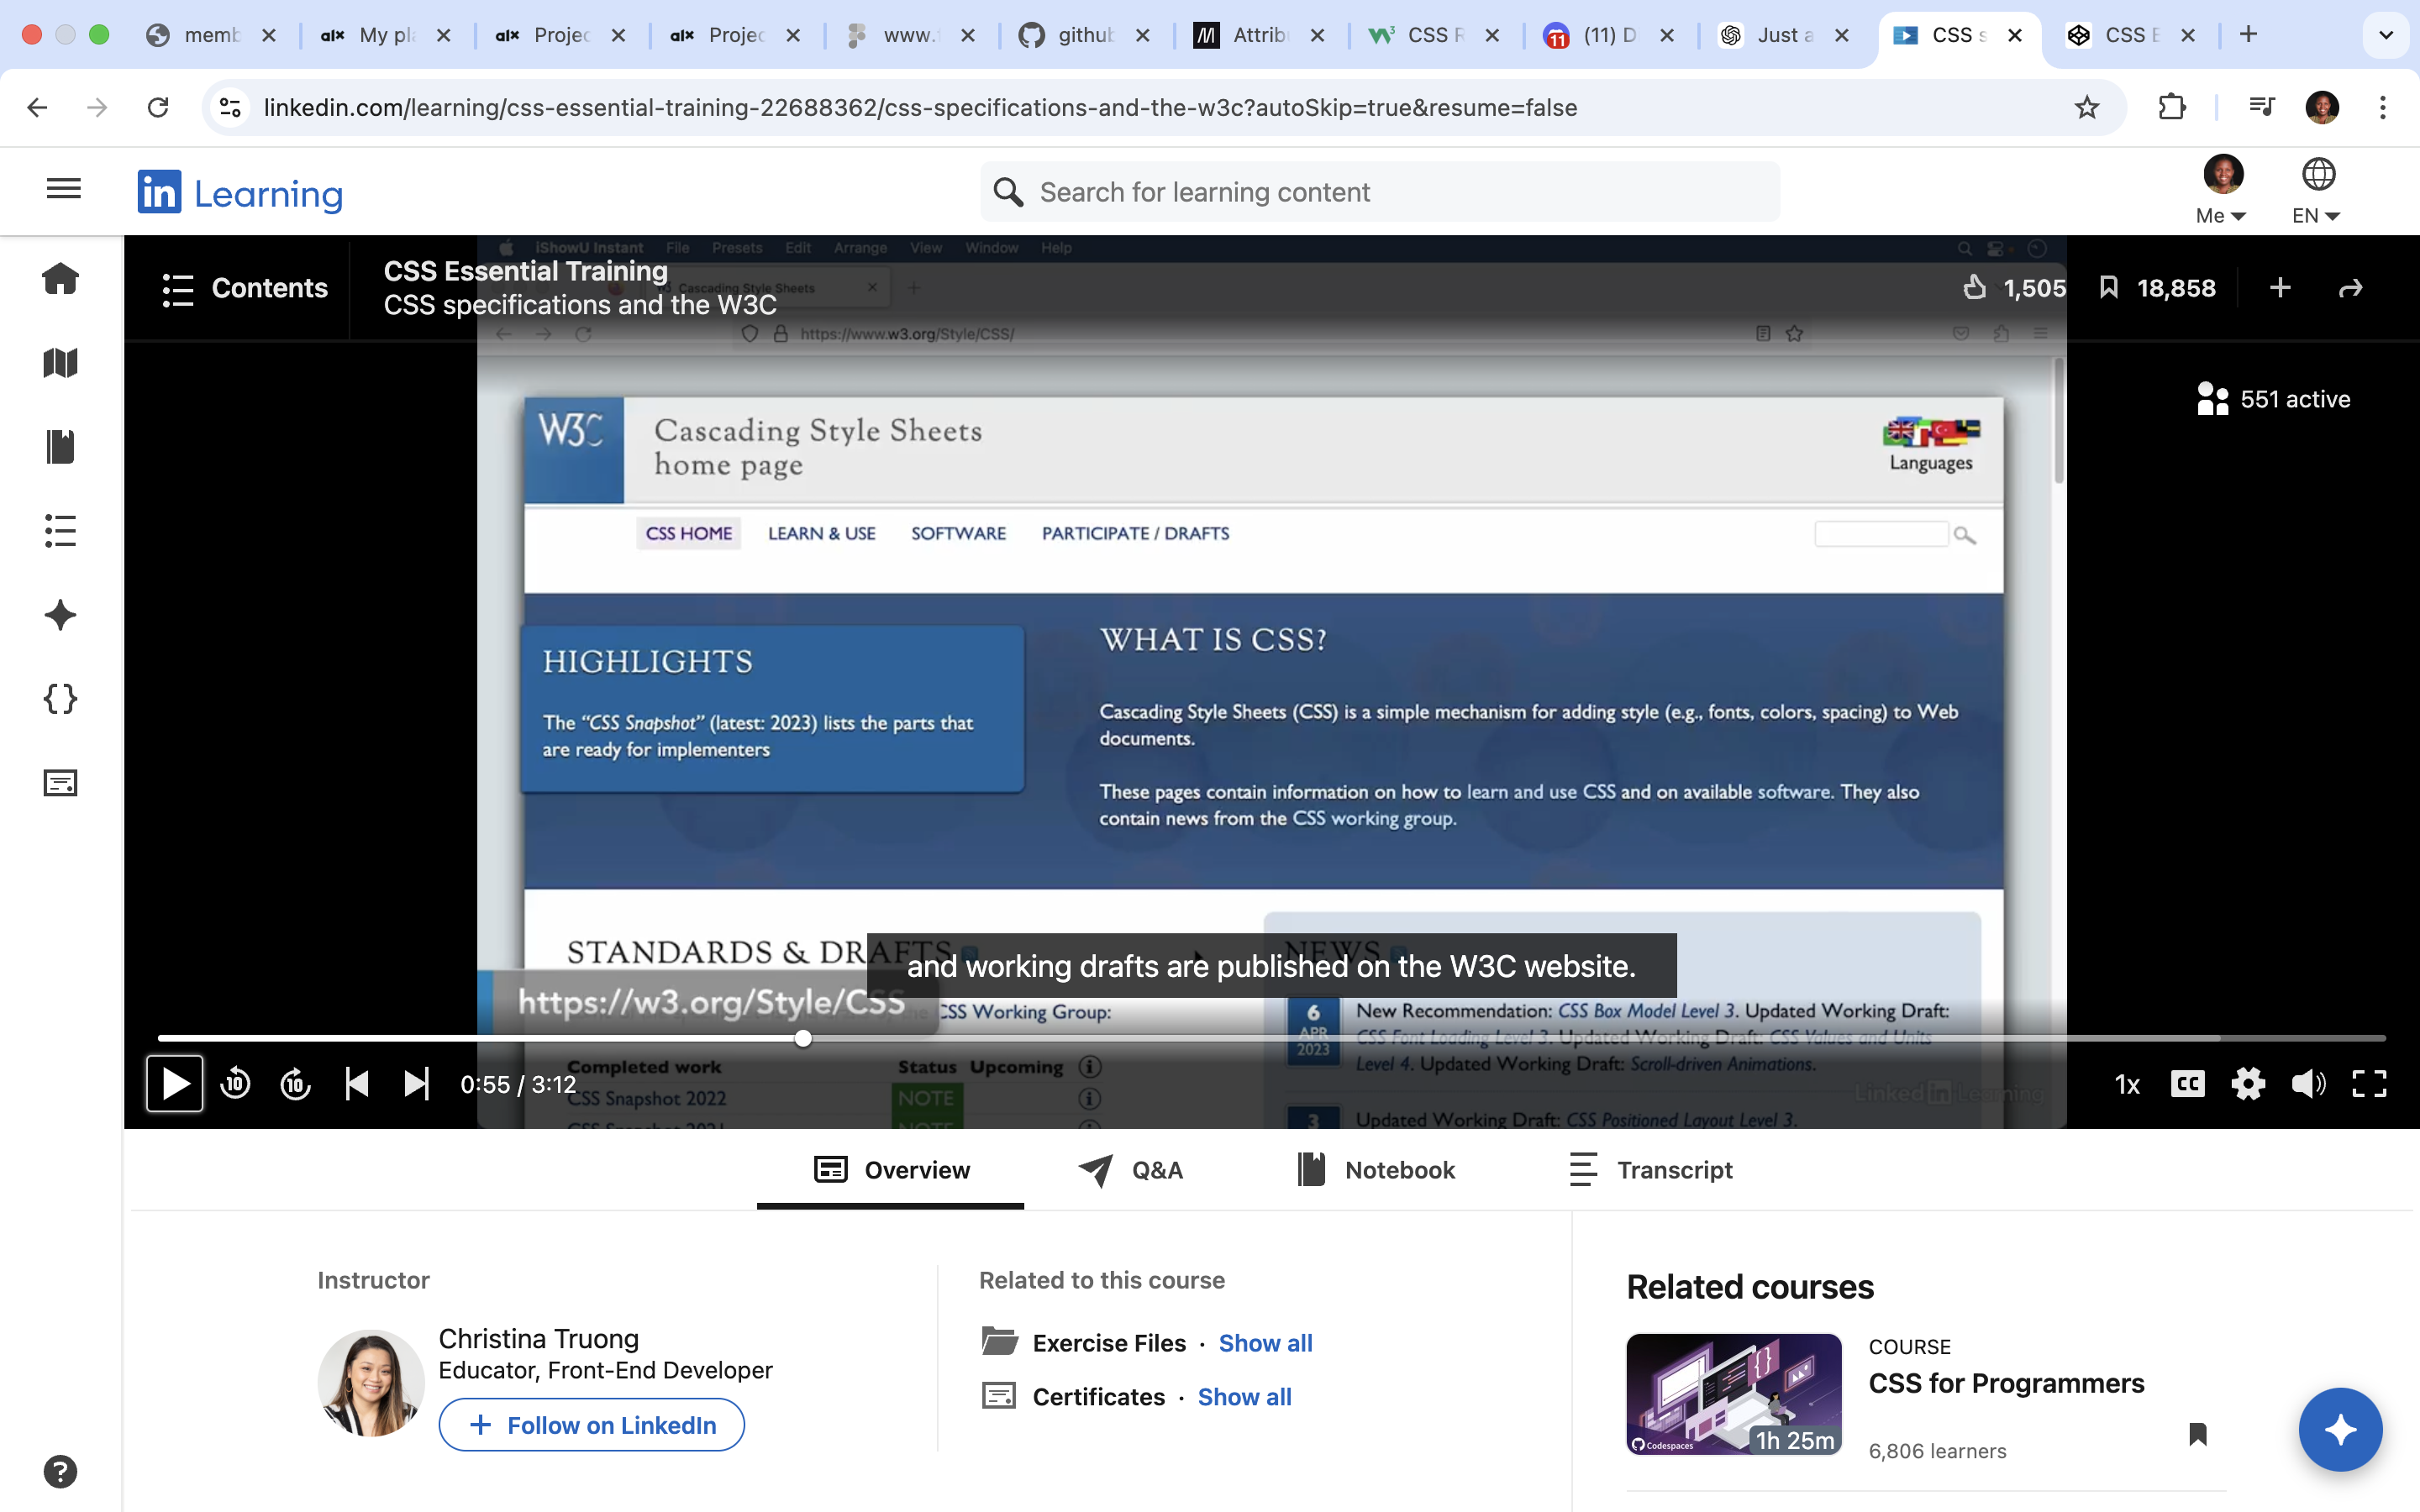 memb
alx My pl
alx Projec
alx Projec
www.
github
Attrib
CSS R
(11) D
Just a
CSS s
CSS E
linkedin.com/learning/css-essential-training-22688362/css-specifications-and-the-w3c?autoSkip=true&resume=false
in Learning
Search for learning content
Me
EN
iShowU Instant File Presets Edit Arrange View Window Help
Contents
CSS Essential Training
CSS specifications and the W3C
Cascading Style Sheets
1,505
18,858
https://www.w3.org/Style/CSS/
551 active
W3C
Cascading Style Sheets
home page
Languages
CSS HOME LEARN & USE SOFTWARE PARTICIPATE / DRAFTS
HIGHLIGHTS
The “CSS Snapshot” (latest: 2023) lists the parts that
are ready for implementers
WHAT IS CSS?
Cascading Style Sheets (CSS) is a simple mechanism for adding style (e.g., fonts, colors, spacing) to Web
documents.
These pages contain information on how to learn and use CSS and on available software. They also
contain news from the CSS working group.
STANDARDS & DRAFTS
NEWS
and working drafts are published on the W3C website.
https://w3.org/Style/CSS
CSS Working Group:
6
APR
2023
New Recommendation: CSS Box Model Level 3. Updated Working Draft:
CSS Font Loading Level 3. Updated Working Draft: CSS Values and Units
Level 4. Updated Working Draft: Scroll-driven Animations.
Completed work Status Upcoming
CSS Snapshot 2022 NOTE
CSS Snapshot 2021 NOTE
3
Updated Working Draft: CSS Positioned Layout Level 3.
Linked in Learning
10
10
0:55 / 3:12
1x
CC
Overview
Q&A
Notebook
Transcript
Instructor
Christina Truong
Educator, Front-End Developer
+ Follow on LinkedIn
Related to this course
Exercise Files · Show all
Certificates · Show all
Related courses
Codespaces
1h 25m
COURSE
CSS for Programmers
6,806 learners